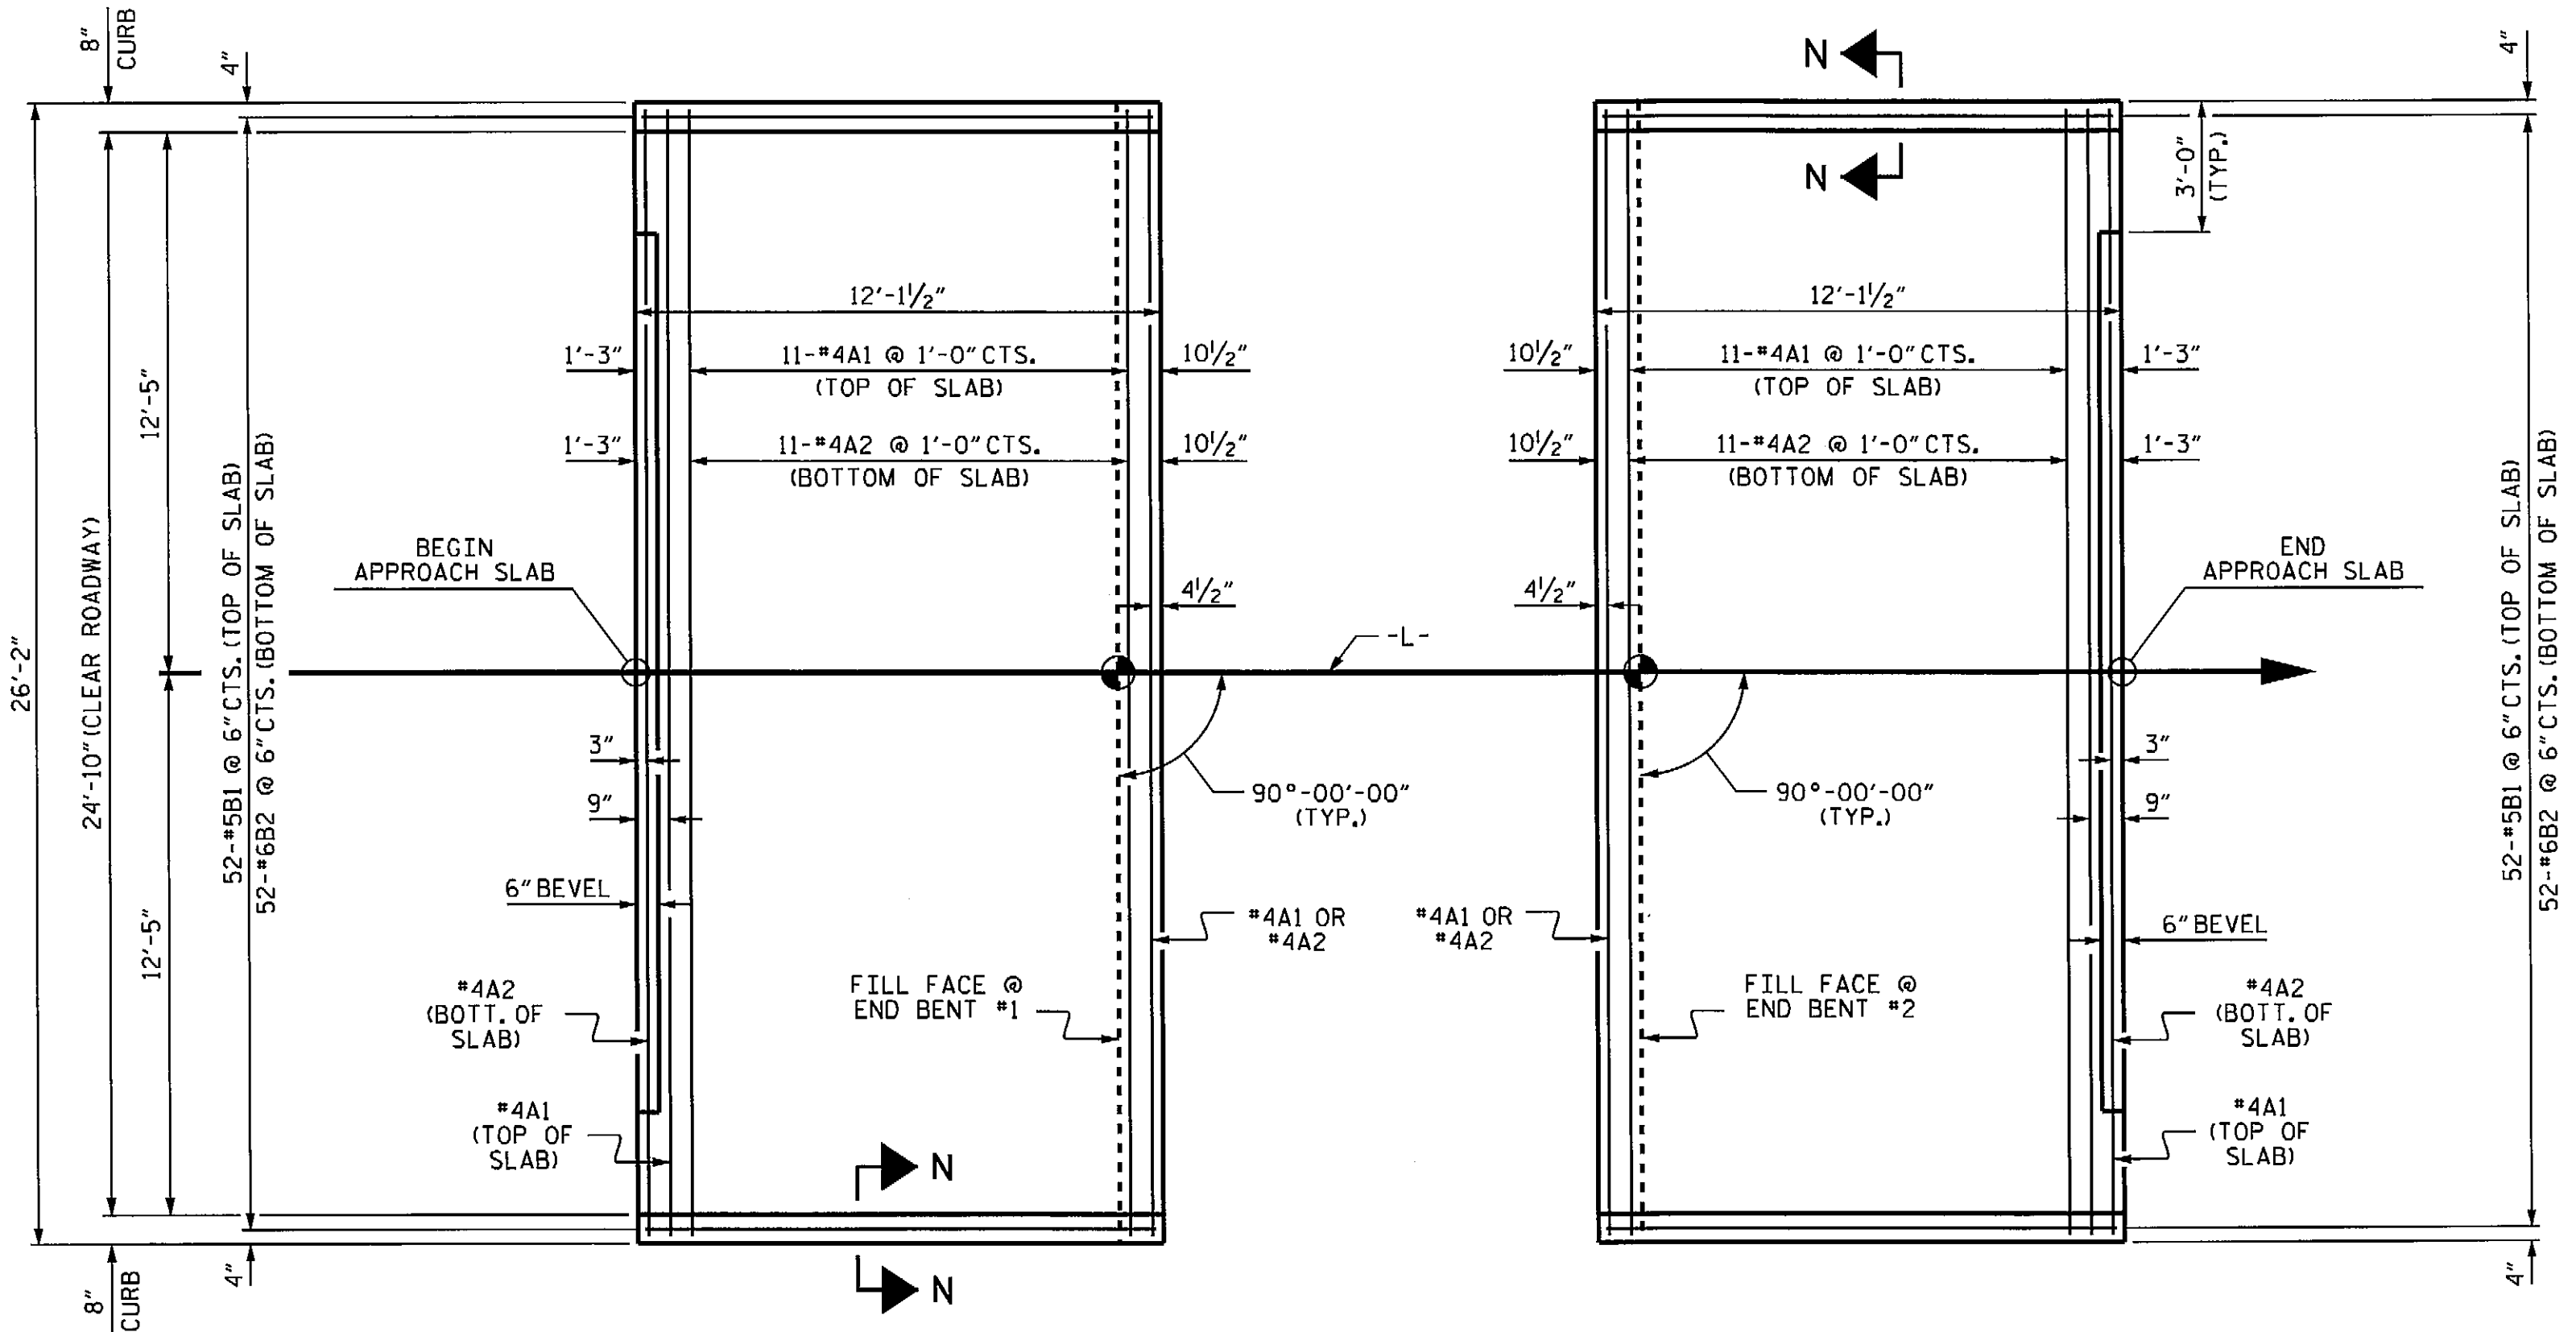 8"
CURB
4"
26'-2"
24'-10" (CLEAR ROADWAY)
12'-5"
12'-5"
52-#5B1 @ 6" CTS. (TOP OF SLAB)
52-#6B2 @ 6" CTS. (BOTTOM OF SLAB)
8"
CURB
4"
12'-1½"
1'-3"
11-#4A1 @ 1'-0" CTS.
(TOP OF SLAB)
10½"
1'-3"
11-#4A2 @ 1'-0" CTS.
(BOTTOM OF SLAB)
10½"
BEGIN
APPROACH SLAB
4½"
3"
9"
6" BEVEL
90°-00'-00"
(TYP.)
#4A1 OR
#4A2
#4A2
(BOTT. OF
SLAB)
FILL FACE @
END BENT #1
#4A1
(TOP OF
SLAB)
N
N
-L-
N
N
12'-1½"
10½"
11-#4A1 @ 1'-0" CTS.
(TOP OF SLAB)
1'-3"
10½"
11-#4A2 @ 1'-0" CTS.
(BOTTOM OF SLAB)
1'-3"
4½"
END
APPROACH SLAB
3"
9"
90°-00'-00"
(TYP.)
#4A1 OR
#4A2
6" BEVEL
FILL FACE @
END BENT #2
#4A2
(BOTT. OF
SLAB)
#4A1
(TOP OF
SLAB)
3'-0"
(TYP.)
4"
52-#5B1 @ 6" CTS. (TOP OF SLAB)
52-#6B2 @ 6" CTS. (BOTTOM OF SLAB)
4"